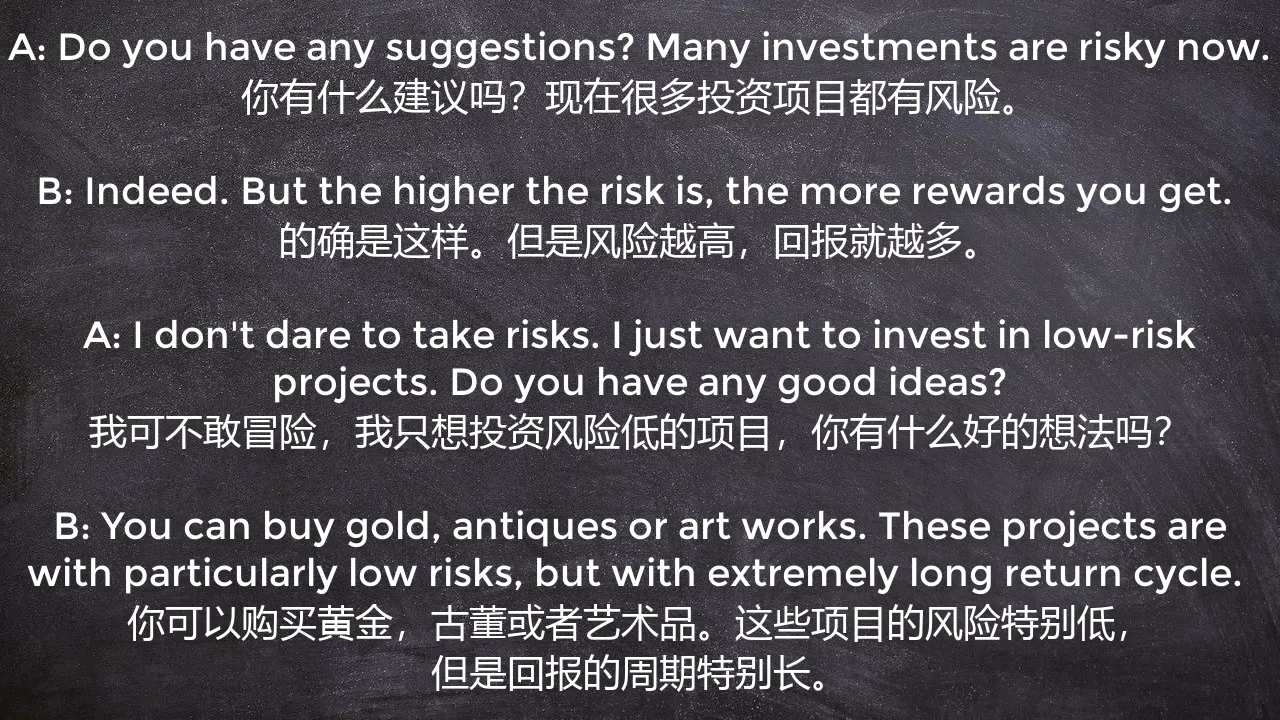 A: Do you have any suggestions? Many investments are risky now.
你有什么建议吗？现在很多投资项目都有风险。
B: Indeed. But the higher the risk is, the more rewards you get.
的确是这样。但是风险越高，回报就越多。
A: I don't dare to take risks. I just want to invest in low-risk
projects. Do you have any good ideas?
我可不敢冒险，我只想投资风险低的项目，你有什么好的想法吗？
B: You can buy gold, antiques or art works. These projects are
with particularly low risks, but with extremely long return cycle.
你可以购买黄金，古董或者艺术品。这些项目的风险特别低，
但是回报的周期特别长。